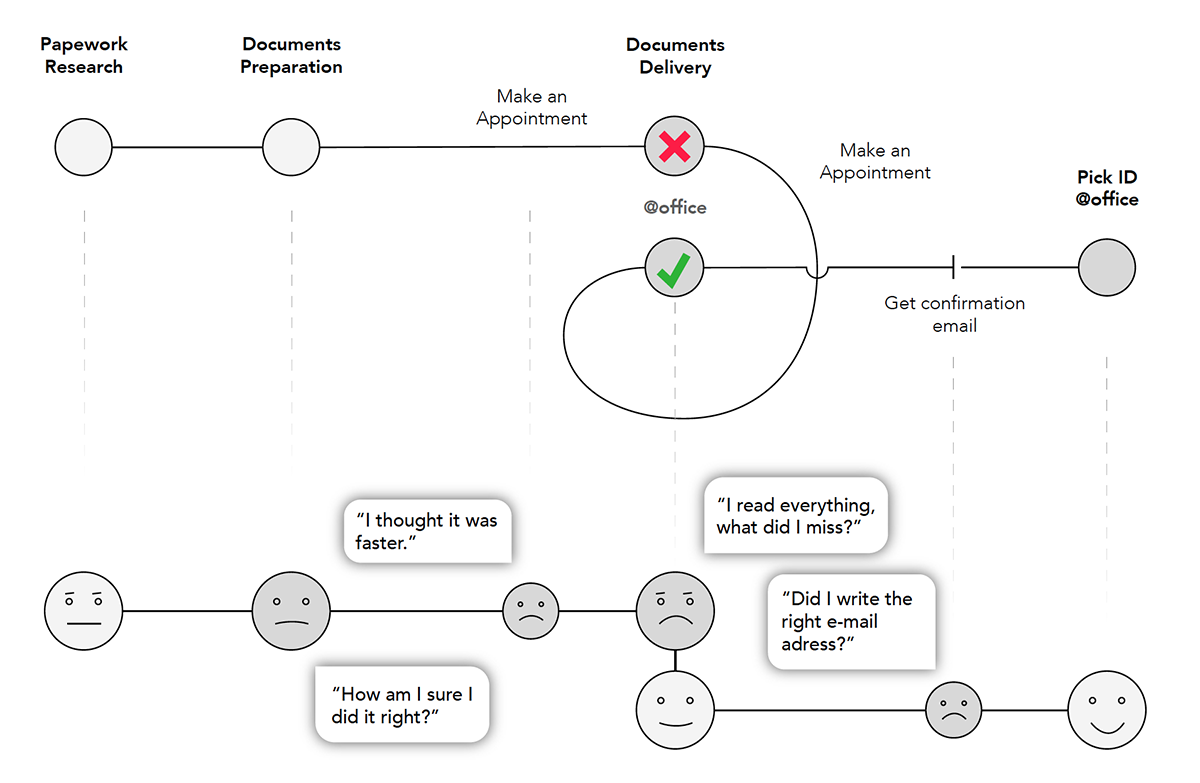 Papework
Research
Documents
Preparation
Make an
Appointment
Documents
Delivery
@office
Make an
Appointment
Pick ID
@office
Get confirmation
email
“I thought it was
faster.”
“How am I sure I
did it right?”
“I read everything,
what did I miss?”
“Did I write the
right e-mail
adress?”